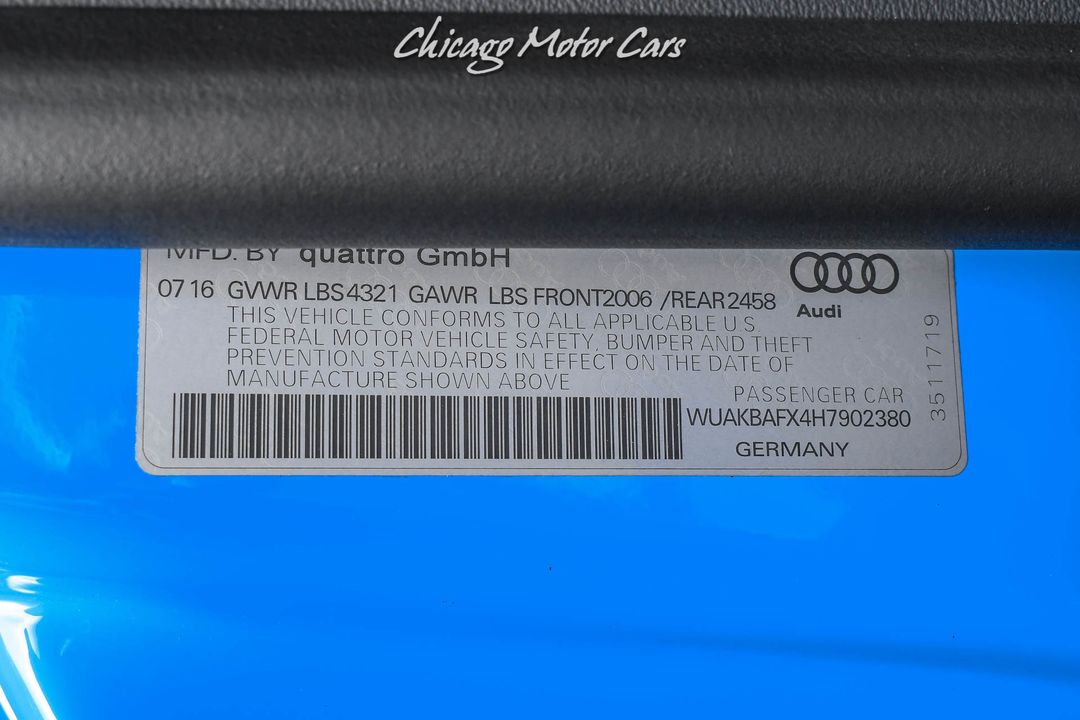 Chicago Motor Cars
MFD. BY quattro GmbH
07 16 GVWR LBS 4321 GAWR LBS FRONT2006 /REAR 2458
Audi
THIS VEHICLE CONFORMS TO ALL APPLICABLE U.S.
FEDERAL MOTOR VEHICLE SAFETY, BUMPER AND THEFT
PREVENTION STANDARDS IN EFFECT ON THE DATE OF
MANUFACTURE SHOWN ABOVE
PASSENGER CAR
WUAKBAFX4H7902380
GERMANY
3511719